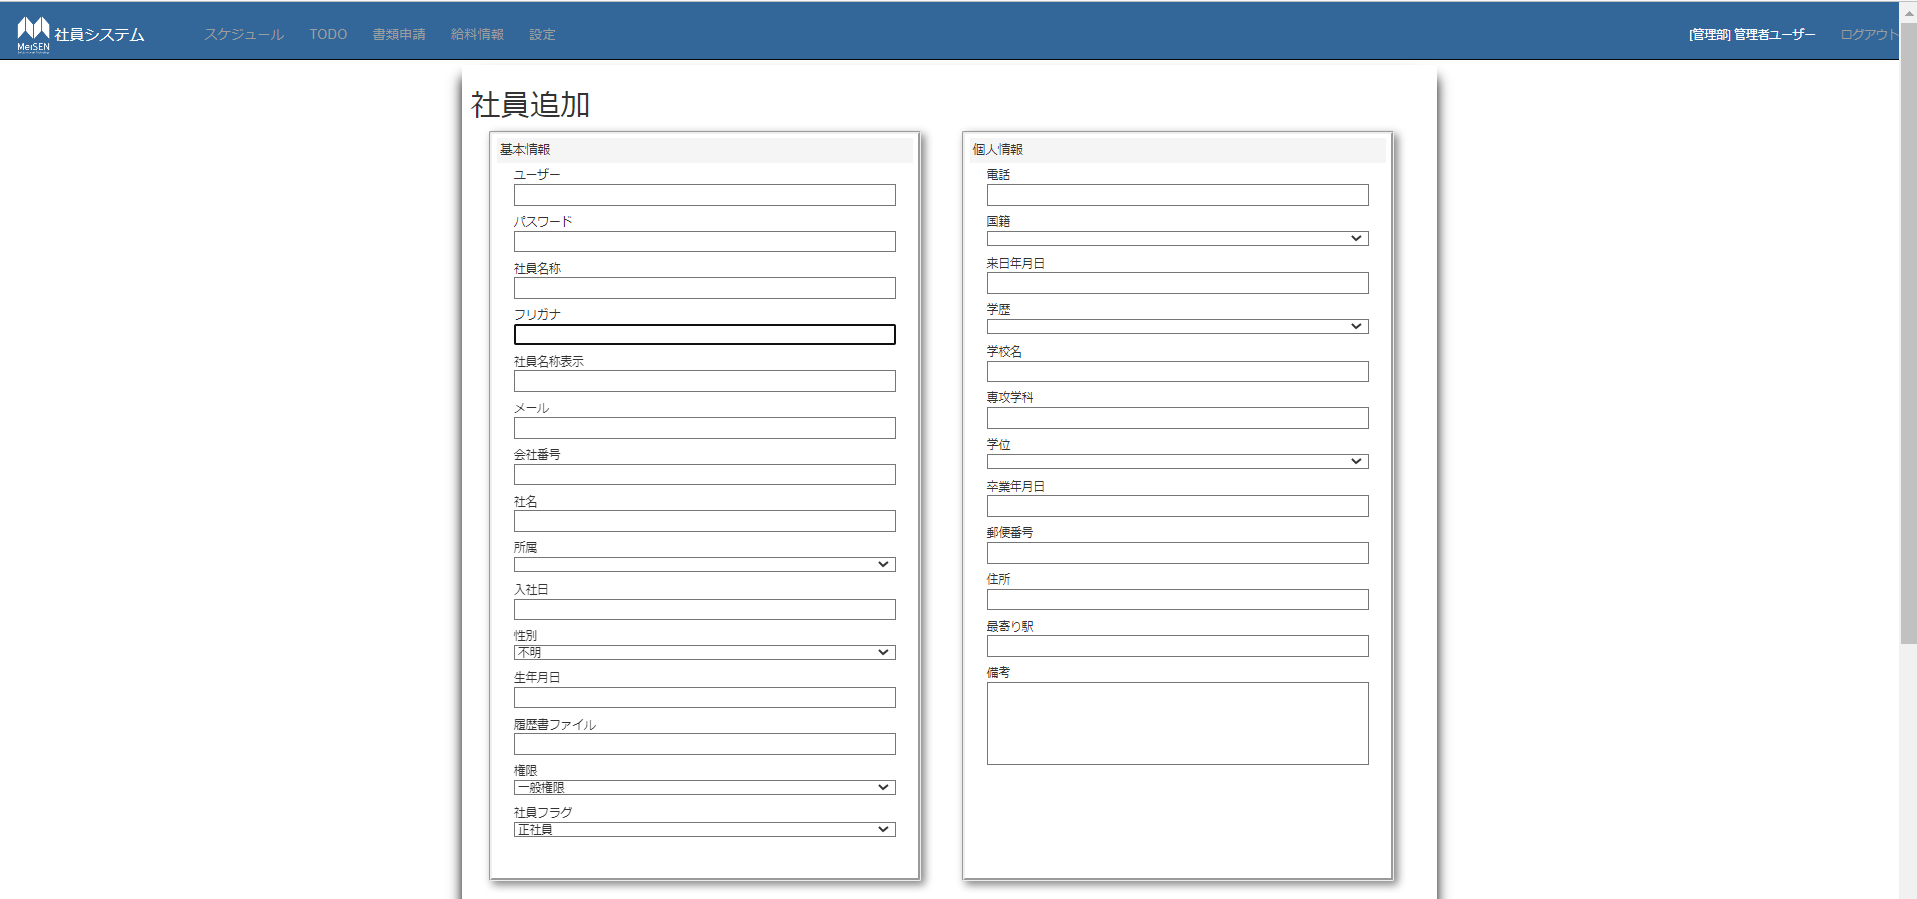 MeiSEN
社員システム
スケジュール
TODO
書類申請
給料情報
設定
[管理部] 管理者ユーザー
ログアウト
社員追加
基本情報
ユーザー
パスワード
社員名称
フリガナ
社員名称表示
メール
会社番号
社名
所属
入社日
性別
不明
生年月日
履歴書ファイル
権限
一般権限
社員フラグ
正社員
個人情報
電話
国籍
来日年月日
学歴
学校名
専攻学科
学位
卒業年月日
郵便番号
住所
最寄り駅
備考